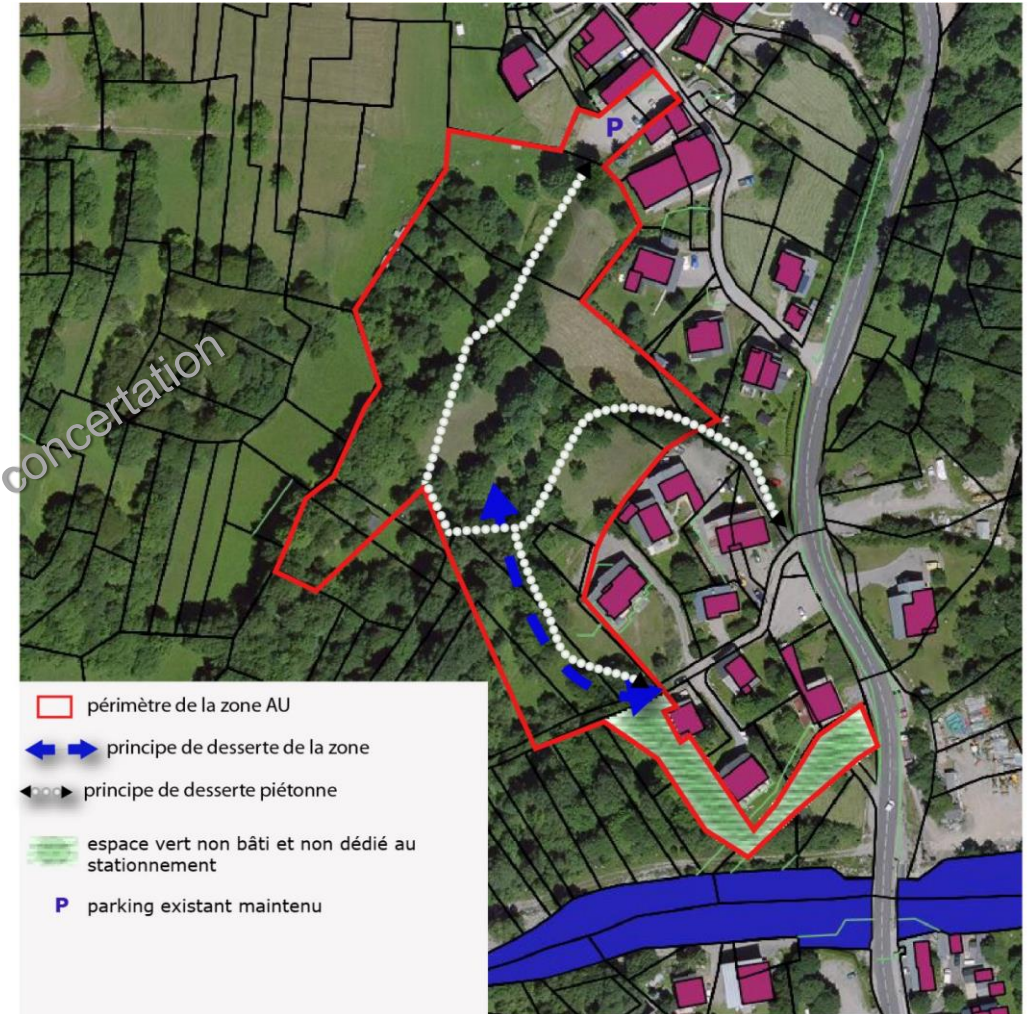 P
concertation
périmètre de la zone AU
principe de desserte de la zone
principe de desserte piétonne
espace vert non bâti et non dédié au
stationnement
P parking existant maintenu